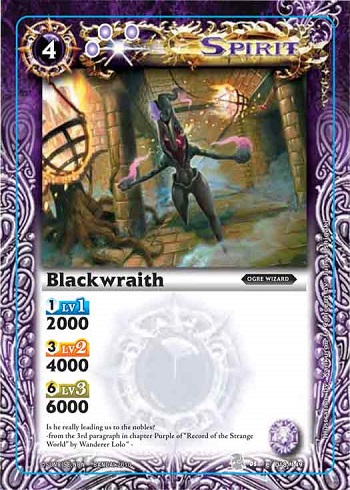 4
SPIRIT
Blackwraith
OGRE WIZARD
1 LV1
2000
3 LV2
4000
6 LV3
6000
Is he really leading us to the nobles?
-from the 3rd paragraph in chapter Purple of "Record of the Strange
World" by Wanderer Lolo" -